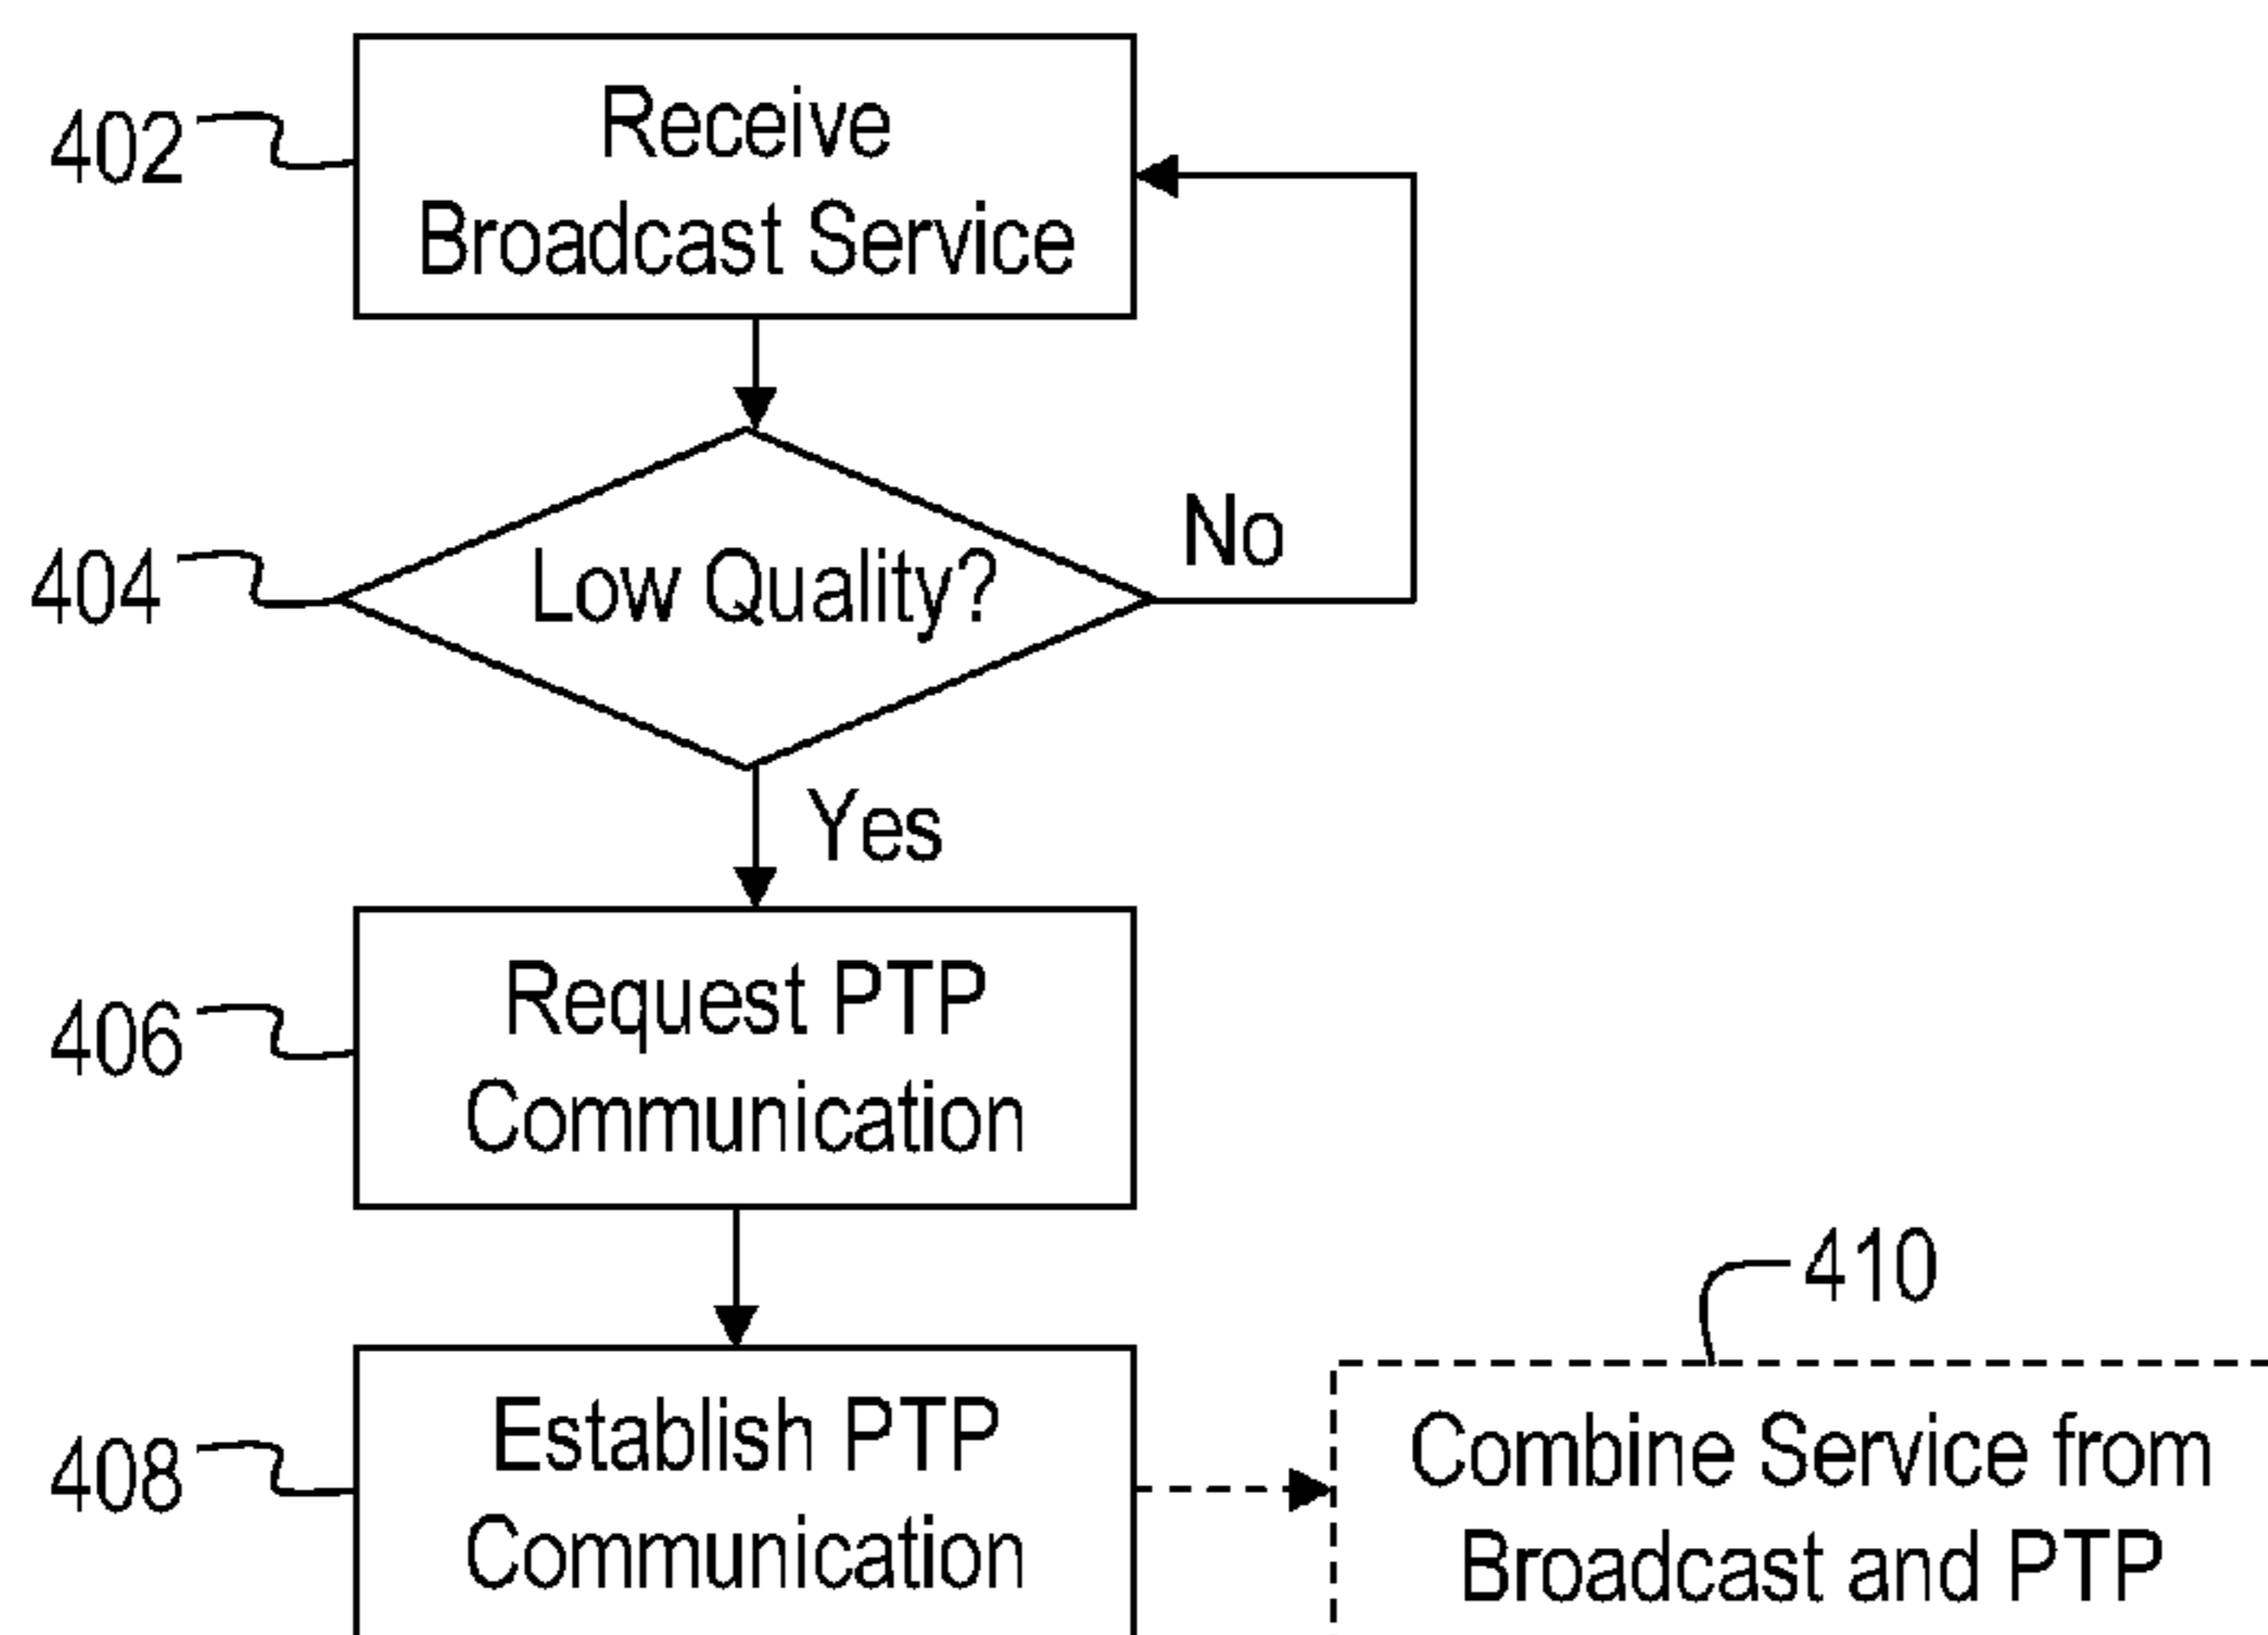 402
Receive
Broadcast Service
404
Low Quality?
No
Yes
406
Request PTP
Communication
408
Establish PTP
Communication
410
Combine Service from
Broadcast and PTP